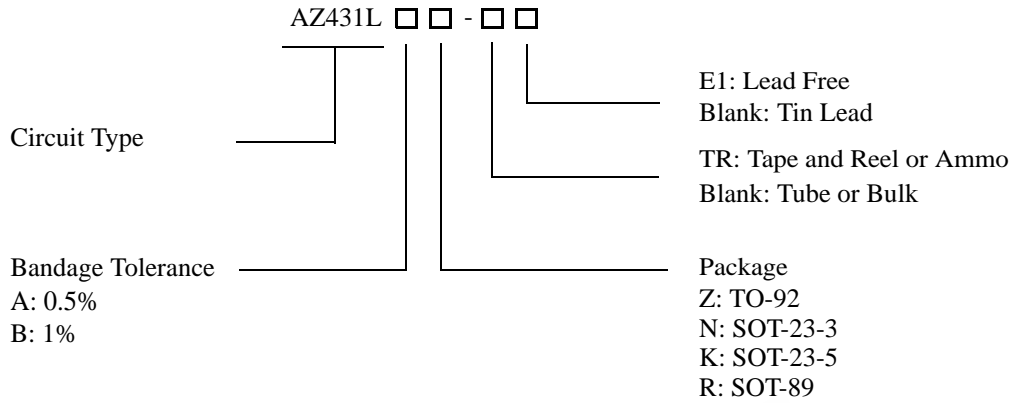 AZ431L □ □ - □ □
E1: Lead Free
Blank: Tin Lead
Circuit Type
TR: Tape and Reel or Ammo
Blank: Tube or Bulk
Bandage Tolerance
A: 0.5%
B: 1%
Package
Z: TO-92
N: SOT-23-3
K: SOT-23-5
R: SOT-89